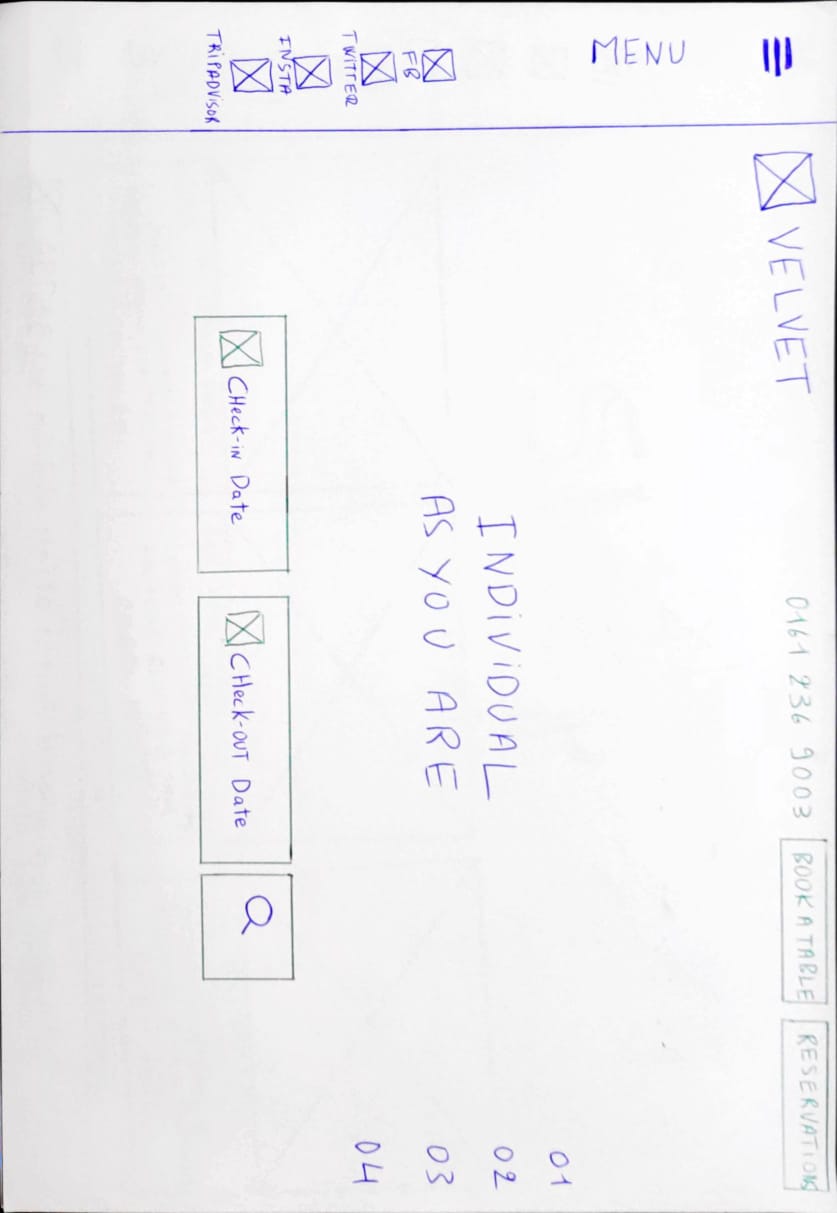 VELVET
0161 236 9003
BOOK A TABLE
RESERVATIONS
MENU
INDiViDUAL
AS YOU ARE
01
02
03
04
FB
TWITTER
INSTA
TRiPADViSOR
CHeck-iN Date
CHeck-OUT Date